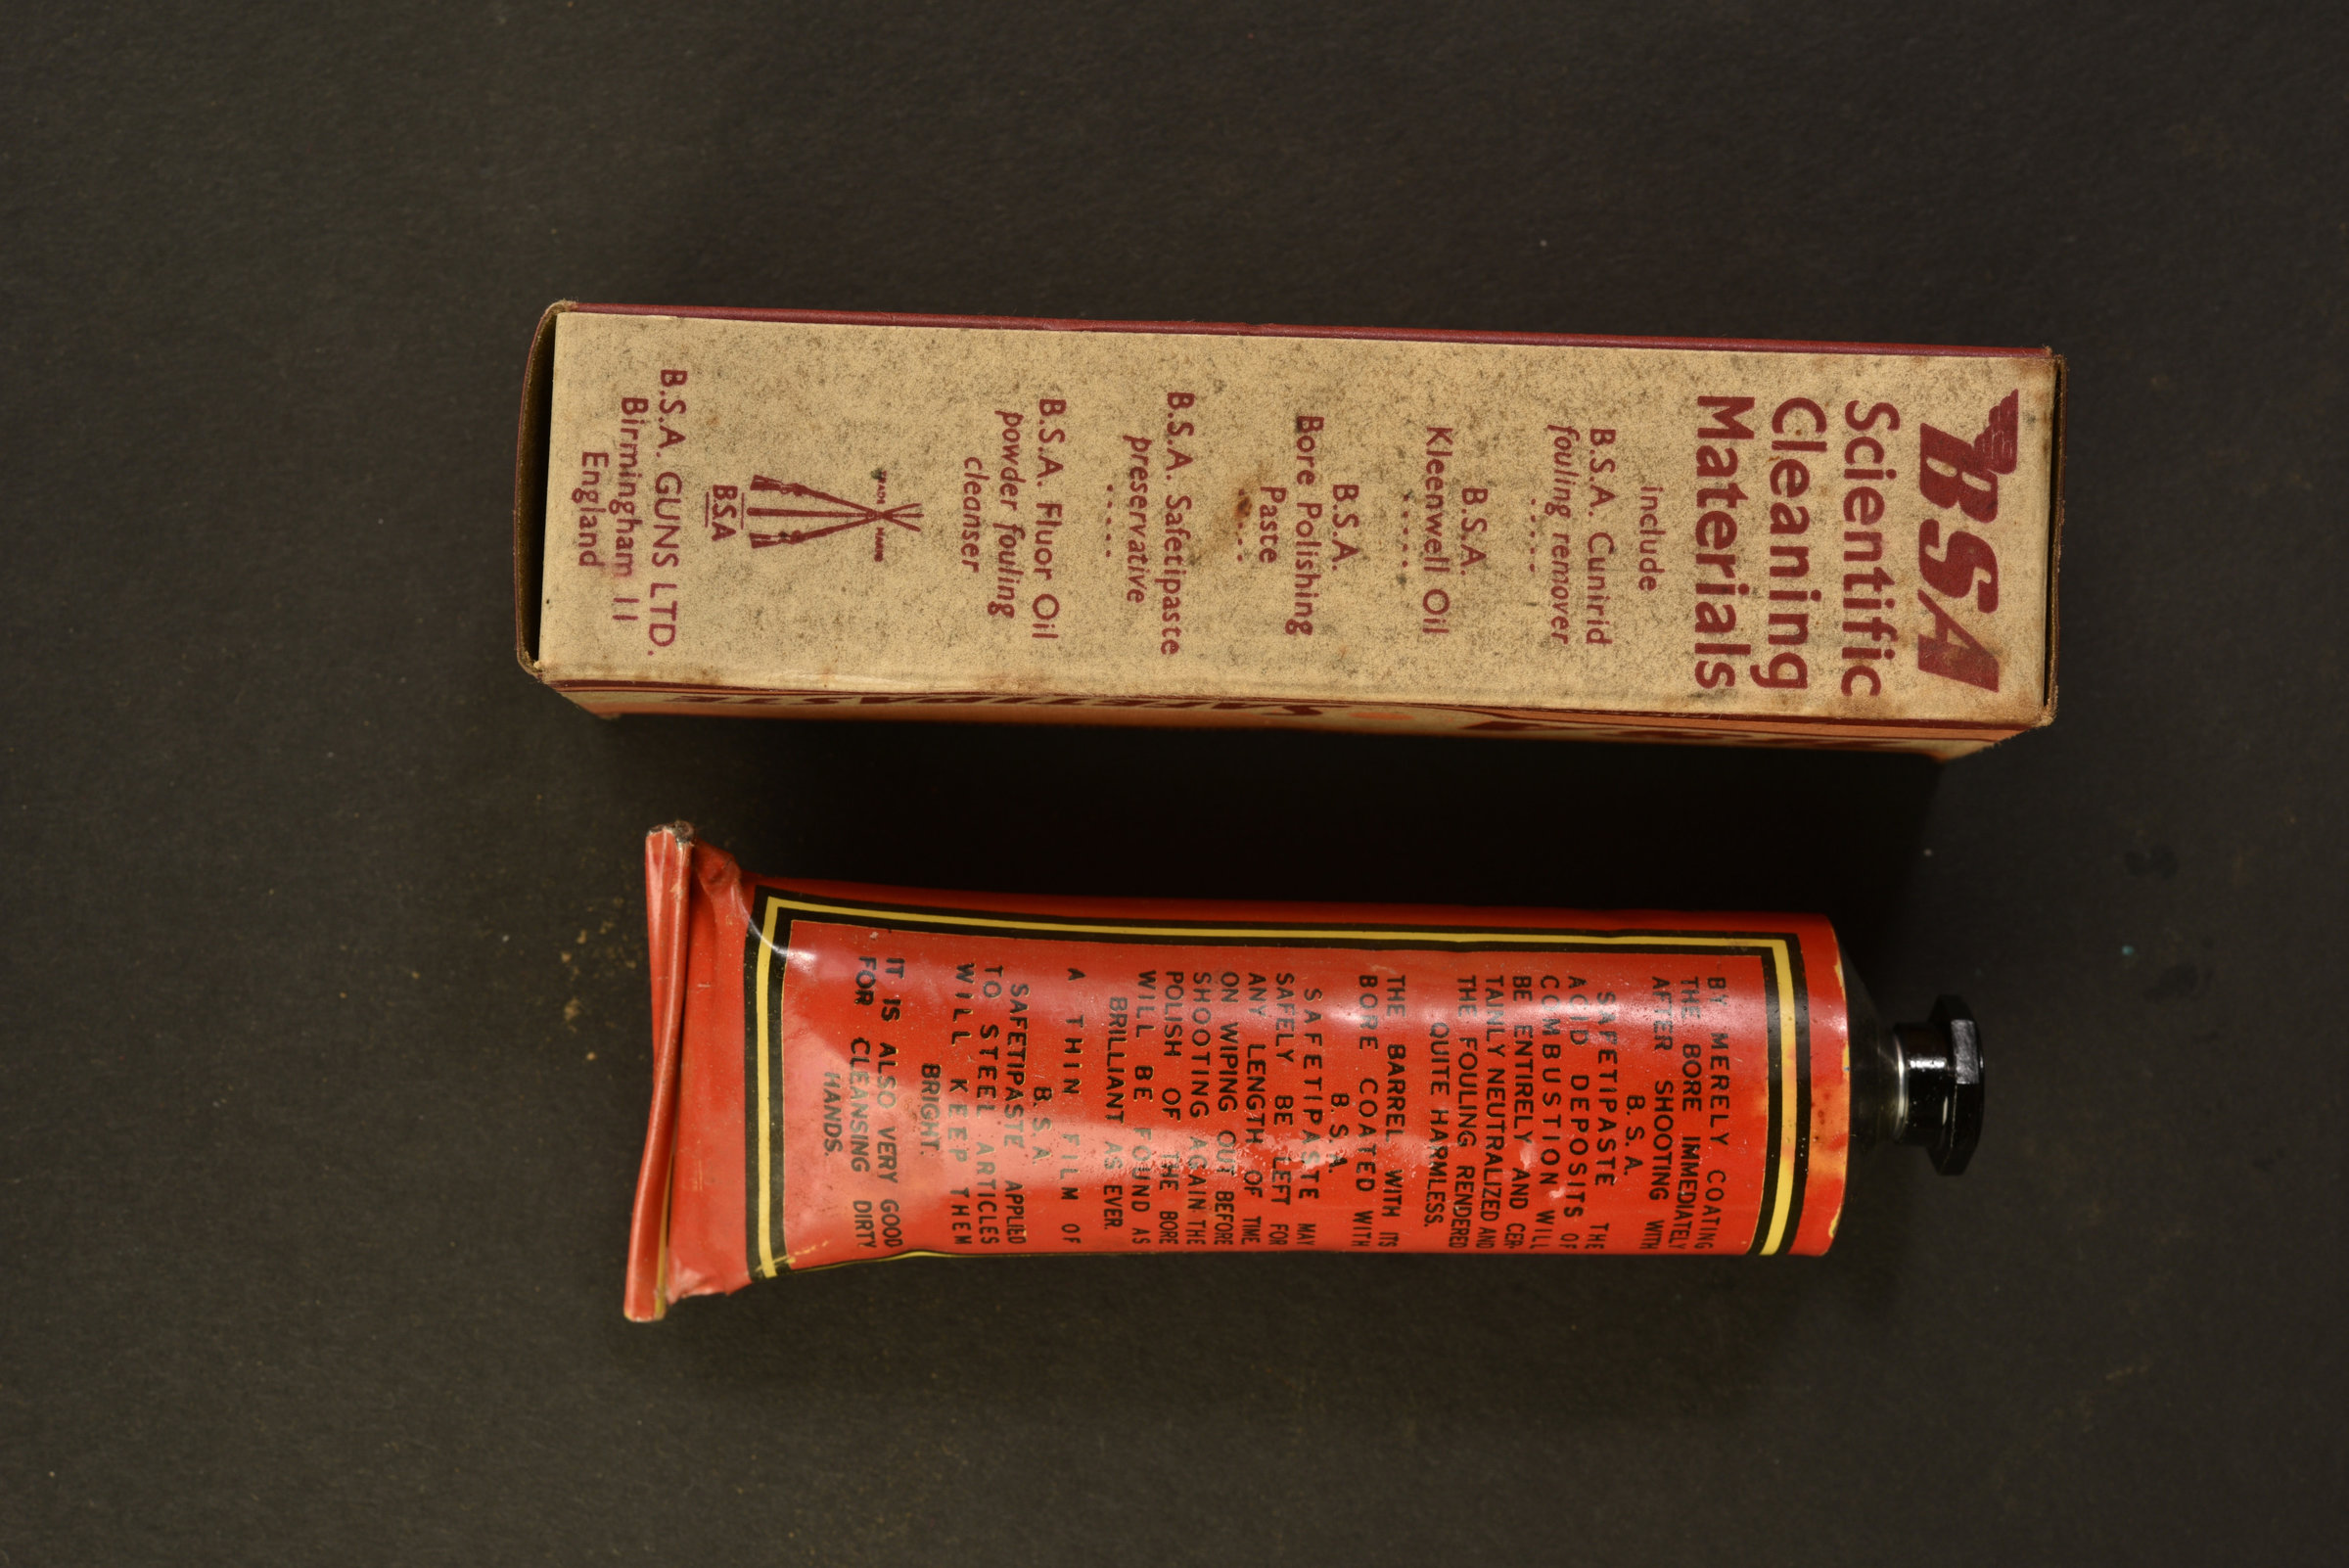 BSA
Scientific
Cleaning
Materials
include
B.S.A. Cunirid
fouling remover
.....
B.S.A.
Kleenwell Oil
.....
B.S.A.
Bore Polishing
Paste
.....
B.S.A. Safetipaste
preservative
.....
B.S.A. Fluor Oil
powder fouling
cleanser
TRADE MARK
B.S.A
B.S.A. GUNS LTD.
Birmingham 11
England
BY MERELY COATING
THE BORE IMMEDIATELY
AFTER SHOOTING WITH
B.S.A.
SAFETIPASTE THE
ACID DEPOSITS OF
COMBUSTION WILL
BE ENTIRELY AND CER-
TAINLY NEUTRALIZED AND
THE FOULING RENDERED
QUITE HARMLESS.
THE BARREL WITH ITS
BORE COATED WITH
B.S.A.
SAFETIPASTE MAY
SAFELY BE LEFT FOR
ANY LENGTH OF TIME
ON WIPING OUT BEFORE
SHOOTING AGAIN THE
POLISH OF THE BORE
WILL BE FOUND AS
BRILLIANT AS EVER.
A THIN FILM OF
B.S.A.
SAFETIPASTE APPLIED
TO STEEL ARTICLES
WILL KEEP THEM
BRIGHT.
IT IS ALSO VERY GOOD
FOR CLEANSING DIRTY
HANDS.